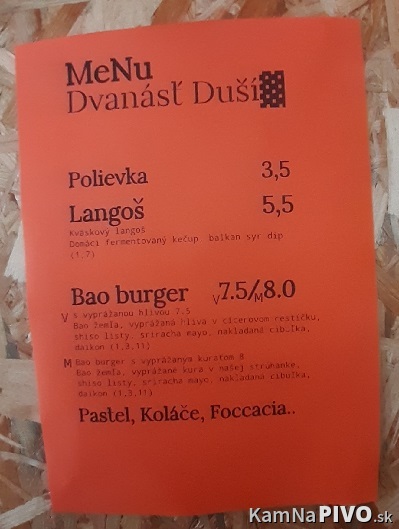 MeNu
Dvanásť Duší
Polievka 3,5
Langoš 5,5
Kváskový langoš
Domáci fermentovaný kečup balkan syr dip
(1,7)
Bao burger V7.5/M8.0
V s vyprážanou hlivou 7.5
Bao žemľa, vyprážaná hliva v cícerovom cestíčku,
shiso listy, sriracha mayo, nakladaná cibuľka,
daikon (1,3,11)
M Bao burger s vyprážaným kuraťom 8
Bao žemľa, vyprážané kura v našej strúhanke,
shiso listy, sriracha mayo, nakladaná cibuľka,
daikon (1,3,11)
Pastel, Koláče, Foccacia..
KamNaPIVO.sk